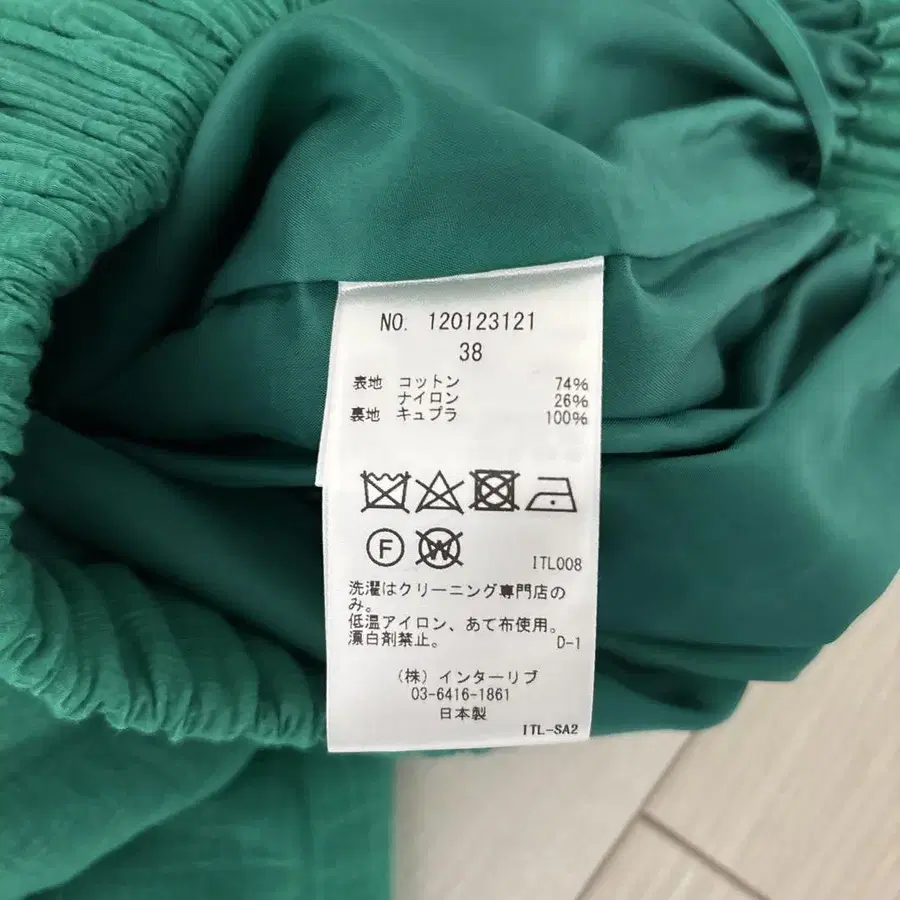 NO. 120123121
38
表地 コットン 74%
ナイロン 26%
裏地 キュプラ 100%
F W
ITL008
洗濯はクリーニング専門店の
み。
低温アイロン、あて布使用。
漂白剤禁止。 D-1
(株) インターリブ
03-6416-1861
日本製
ITL-SA2